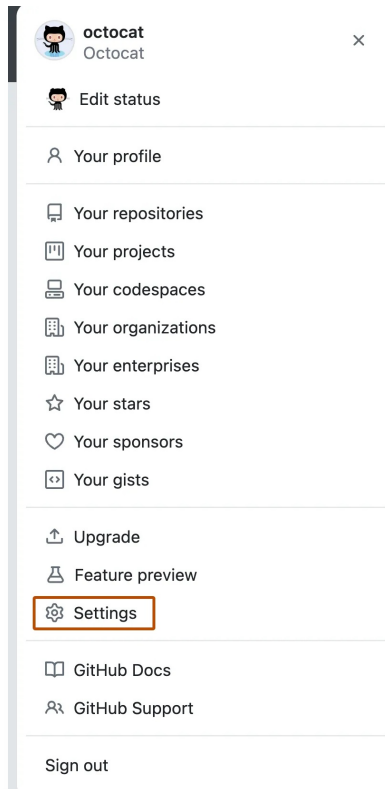 octocat
Octocat
Edit status
Your profile
Your repositories
Your projects
Your codespaces
Your organizations
Your enterprises
Your stars
Your sponsors
Your gists
Upgrade
Feature preview
Settings
GitHub Docs
GitHub Support
Sign out